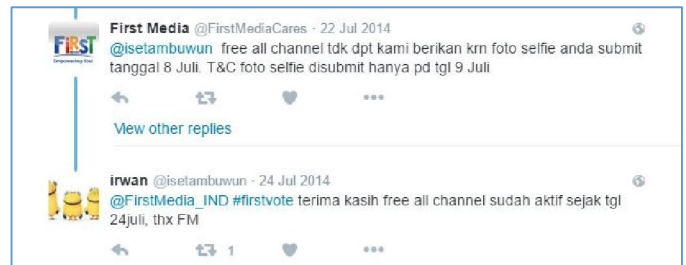 First Media @FirstMediaCares · 22 Jul 2014
FiRST
@isetambuwun free all channel tdk dpt kami berikan krn foto selfie anda submit
tanggal 8 Juli. T&C foto selfie disubmit hanya pd tgl 9 Juli
View other replies
irwan @isetambuwun · 24 Jul 2014
@FirstMedia_IND #firstvote terima kasih free all channel sudah aktif sejak tgl
24juli, thx FM
1